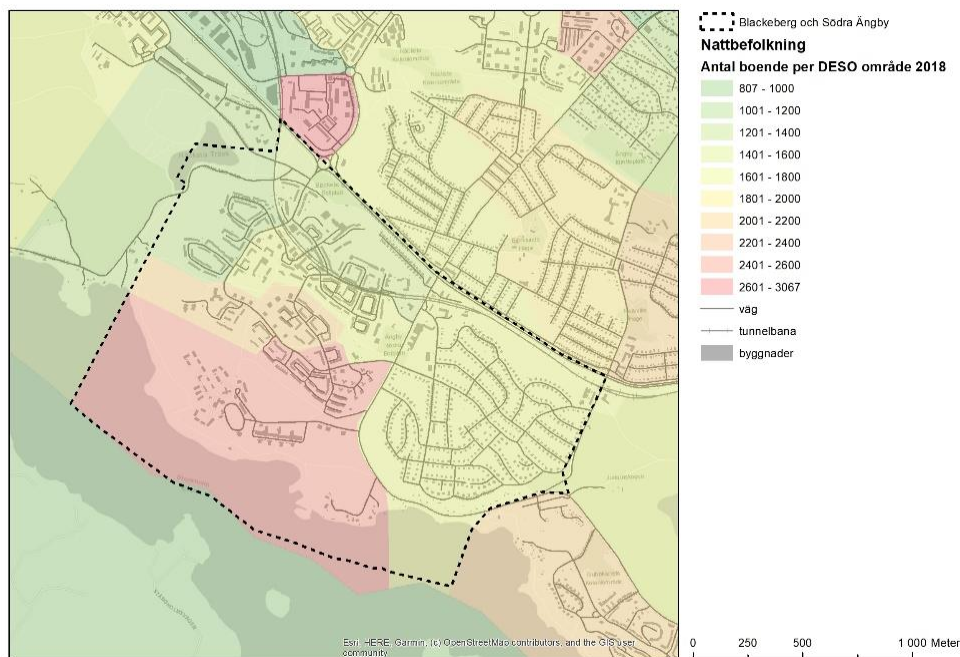 Blackeberg och Södra Ängby
Nattbefolkning
Antal boende per DESO område 2018
807 - 1000
1001 - 1200
1201 - 1400
1401 - 1600
1601 - 1800
1801 - 2000
2001 - 2200
2201 - 2400
2401 - 2600
2601 - 3067
väg
tunnelbana
byggnader
Esri, HERE, Garmin, (c) OpenStreetMap contributors, and the GIS user
community
0 250 500 1 000 Meter